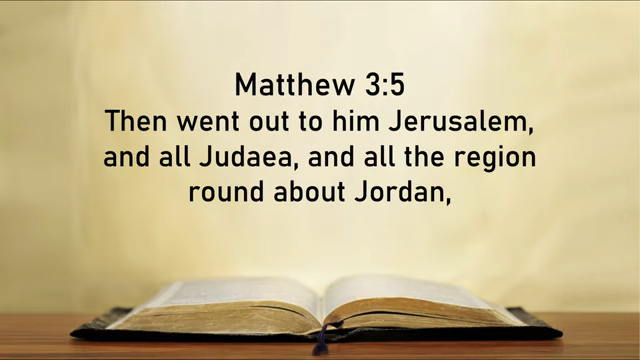 Matthew 3:5
Then went out to him Jerusalem,
and all Judaea, and all the region
round about Jordan,